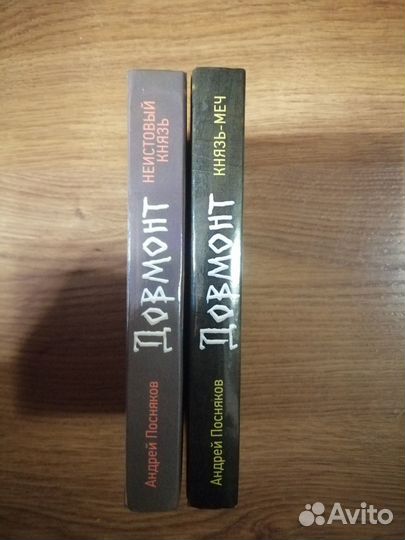 Андрей Посняков
Довмонт
НЕИСТОВЫЙ
КНЯЗЬ
Андрей Посняков
Довмонт
КНЯЗЬ-МЕЧ
Avito